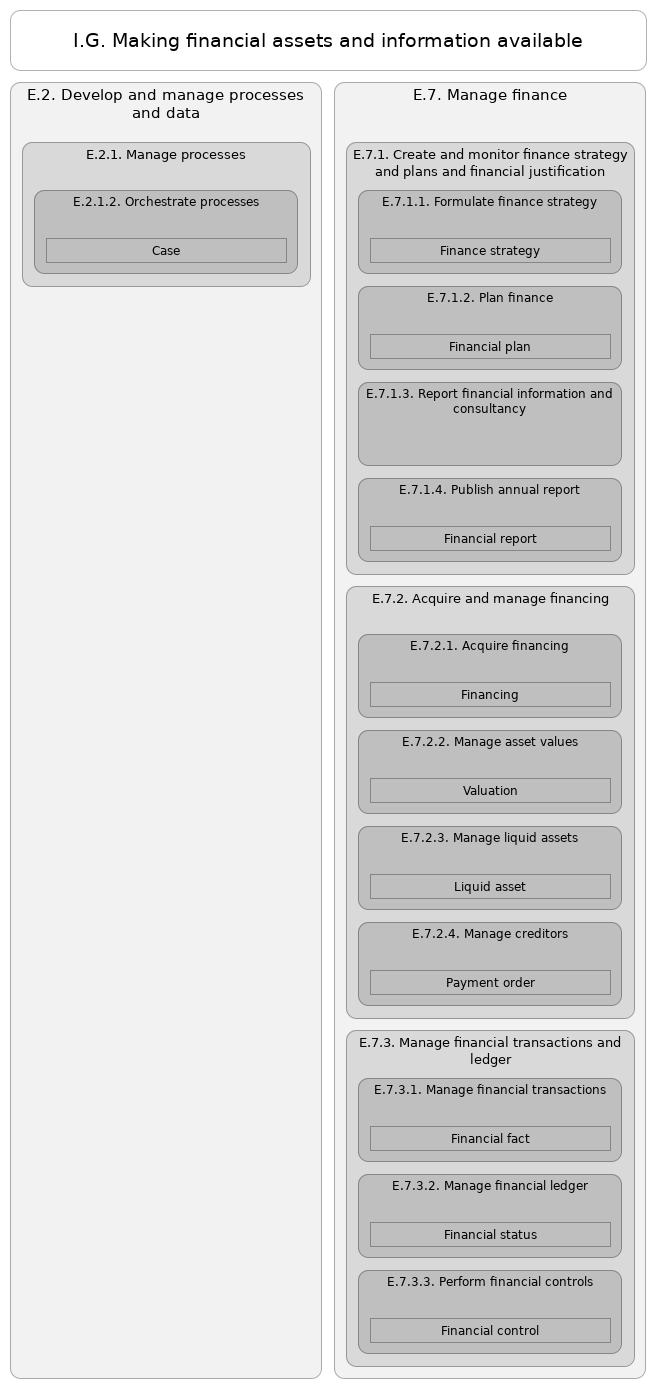 I.G. Making financial assets and information available
E.2. Develop and manage processes
and data
E.2.1. Manage processes
E.2.1.2. Orchestrate processes
Case
E.7. Manage finance
E.7.1. Create and monitor finance strategy
and plans and financial justification
E.7.1.1. Formulate finance strategy
Finance strategy
E.7.1.2. Plan finance
Financial plan
E.7.1.3. Report financial information and
consultancy
E.7.1.4. Publish annual report
Financial report
E.7.2. Acquire and manage financing
E.7.2.1. Acquire financing
Financing
E.7.2.2. Manage asset values
Valuation
E.7.2.3. Manage liquid assets
Liquid asset
E.7.2.4. Manage creditors
Payment order
E.7.3. Manage financial transactions and
ledger
E.7.3.1. Manage financial transactions
Financial fact
E.7.3.2. Manage financial ledger
Financial status
E.7.3.3. Perform financial controls
Financial control